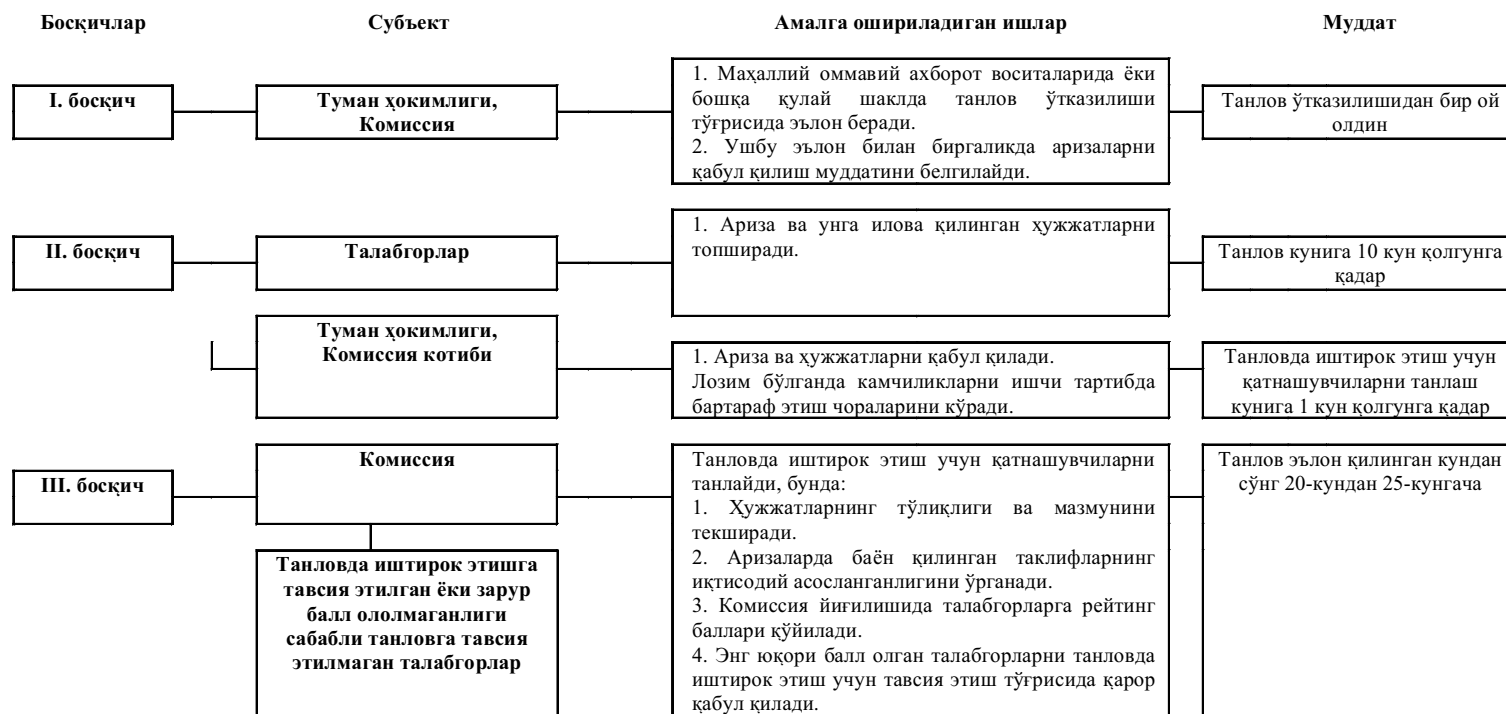 Босқичлар
Субъект
Амалга ошириладиган ишлар
Муддат
I. босқич
Туман ҳокимлиги,
Комиссия
1. Маҳаллий оммавий ахборот воситаларида ёки
бошқа қулай шаклда танлов ўтказилиши
тўғрисида эълон беради.
2. Ушбу эълон билан биргаликда аризаларни
қабул қилиш муддатини белгилайди.
Танлов ўтказилишидан бир ой
олдин
II. босқич
Талабгорлар
1. Ариза ва унга илова қилинган ҳужжатларни
топширади.
Танлов кунига 10 кун қолгунга
қадар
Туман ҳокимлиги,
Комиссия котиби
1. Ариза ва ҳужжатларни қабул қилади.
Лозим бўлганда камчиликларни ишчи тартибда
бартараф этиш чораларини кўради.
Танловда иштирок этиш учун
қатнашувчиларни танлаш
кунига 1 кун қолгунга қадар
III. босқич
Комиссия
Танловда иштирок этишга
тавсия этилган ёки зарур
балл ололмаганлиги
сабабли танловга тавсия
этилмаган талабгорлар
Танловда иштирок этиш учун қатнашувчиларни
танлайди, бунда:
1. Ҳужжатларнинг тўлиқлиги ва мазмунини
текширади.
2. Аризаларда баён қилинган таклифларнинг
иқтисодий асосланганлигини ўрганади.
3. Комиссия йиғилишида талабгорларга рейтинг
баллари қўйилади.
4. Энг юқори балл олган талабгорларни танловда
иштирок этиш учун тавсия этиш тўғрисида қарор
қабул қилади.
Танлов эълон қилинган кундан
сўнг 20-кундан 25-кунгача